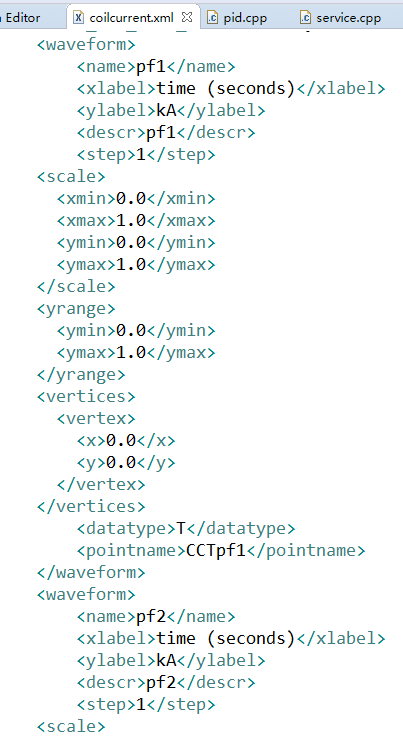 n Editor
coilcurrent.xml
pid.cpp
service.cpp
<waveform>
<name>pf1</name>
<xlabel>time (seconds)</xlabel>
<ylabel>kA</ylabel>
<descr>pf1</descr>
<step>1</step>
<scale>
<xmin>0.0</xmin>
<xmax>1.0</xmax>
<ymin>0.0</ymin>
<ymax>1.0</ymax>
</scale>
<yrange>
<ymin>0.0</ymin>
<ymax>1.0</ymax>
</yrange>
<vertices>
<vertex>
<x>0.0</x>
<y>0.0</y>
</vertex>
</vertices>
<datatype>T</datatype>
<pointname>CCTpf1</pointname>
</waveform>
<waveform>
<name>pf2</name>
<xlabel>time (seconds)</xlabel>
<ylabel>kA</ylabel>
<descr>pf2</descr>
<step>1</step>
<scale>